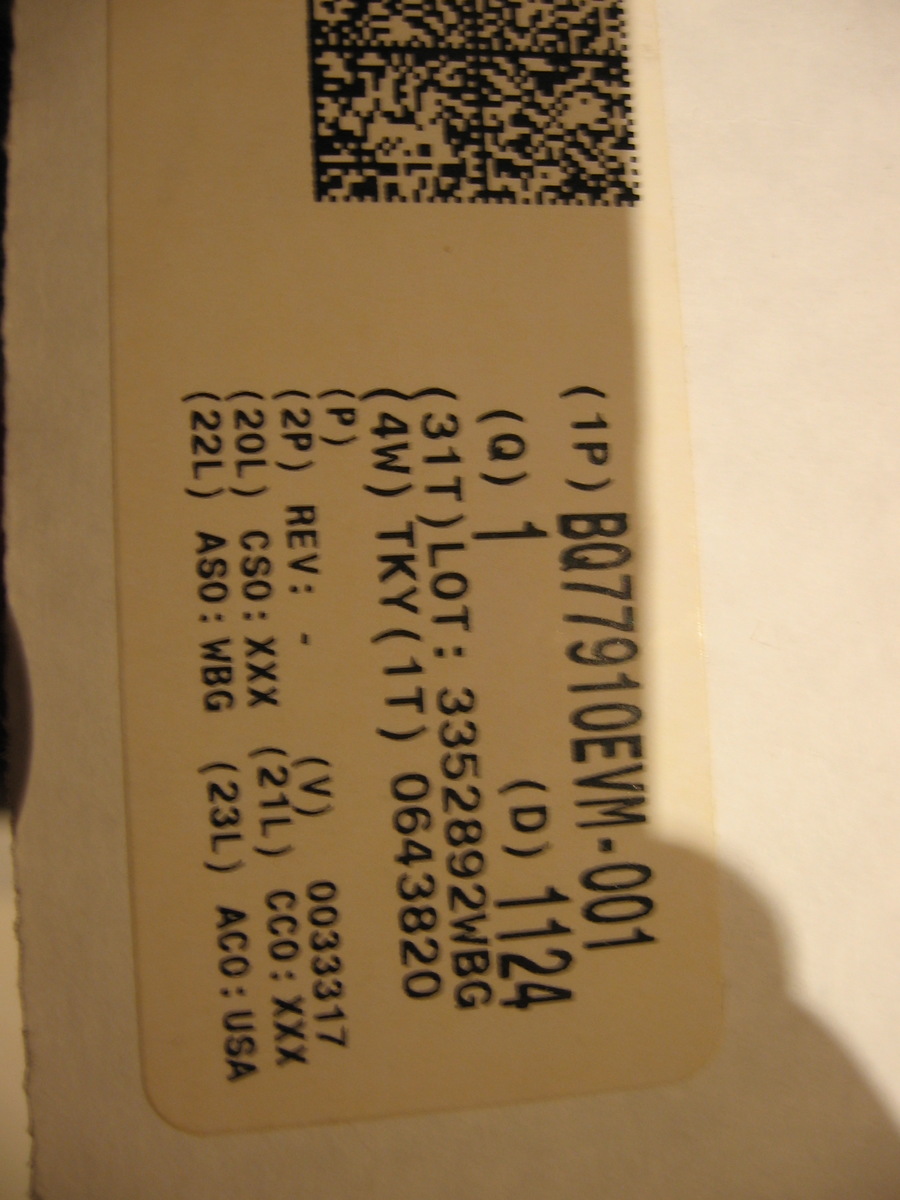 (1P) BQ77910EVM-001
(Q) 1 (D) 1124
(31T)LOT: 3352892WBG
(4W) TKY(1T) 0643820
(P)
(2P) REV: - (V) 0033317
(20L) CSO: XXX (21L) CCO: XXX
(22L) ASO: WBG (23L) ACO: USA